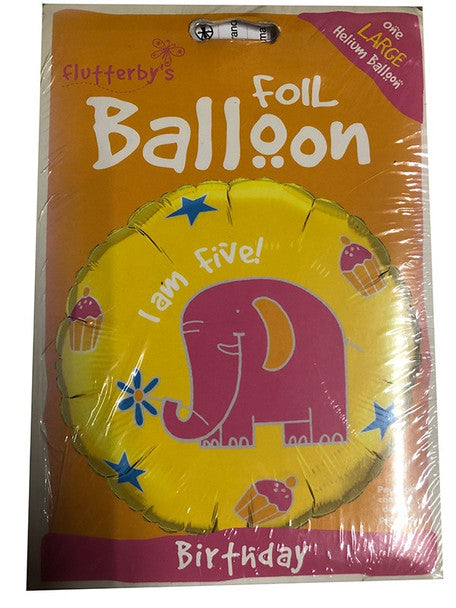 flutterby's
one
LARGE
Helium Balloon
FOIL
Balloon
I am five!
Birthday